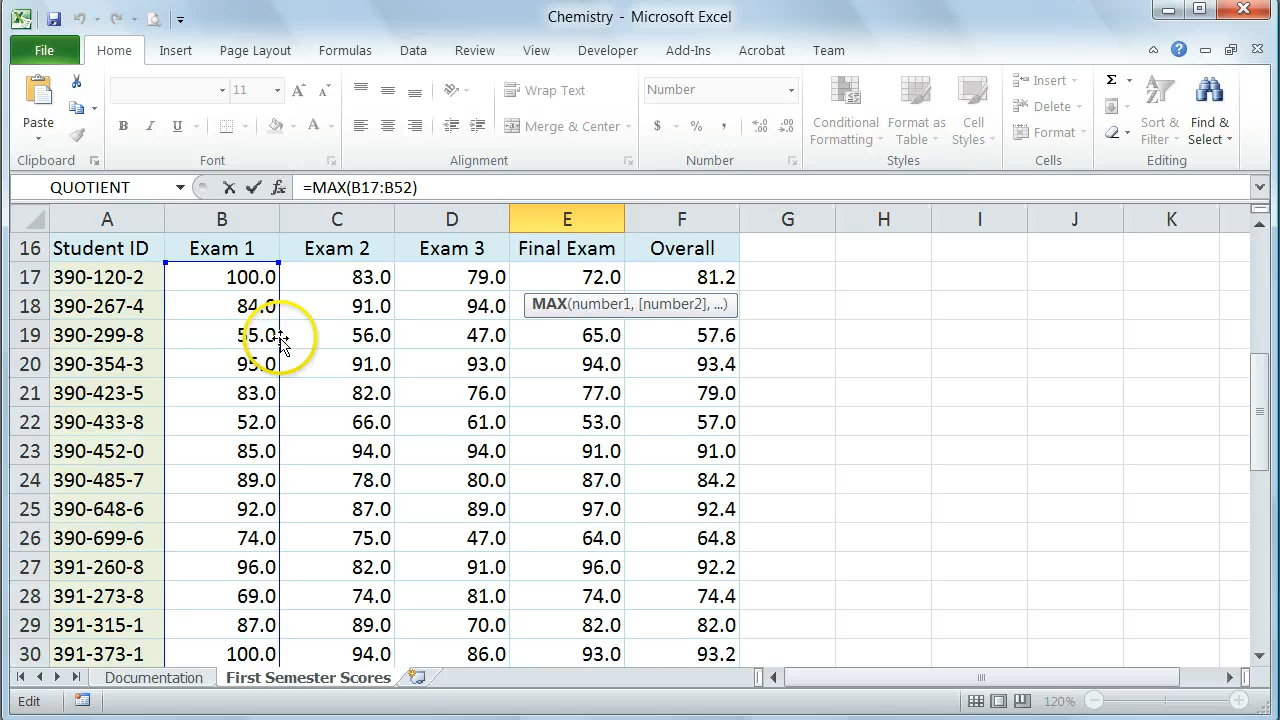 Chemistry - Microsoft Excel
File Home Insert Page Layout Formulas Data Review View Developer Add-Ins Acrobat Team
Paste
Clipboard
11
B I U A
Font
Wrap Text
Merge & Center
Alignment
Number
$ % ,
Number
Conditional Formatting
Format as Table
Cell Styles
Styles
Insert
Delete
Format
Cells
Σ
Sort & Filter
Find & Select
Editing
QUOTIENT fx =MAX(B17:B52)
A B C D E F G H I J K
16 Student ID Exam 1 Exam 2 Exam 3 Final Exam Overall
17 390-120-2 100.0 83.0 79.0 72.0 81.2
18 390-267-4 84.0 91.0 94.0 MAX(number1, [number2], ...)
19 390-299-8 55.0 56.0 47.0 65.0 57.6
20 390-354-3 95.0 91.0 93.0 94.0 93.4
21 390-423-5 83.0 82.0 76.0 77.0 79.0
22 390-433-8 52.0 66.0 61.0 53.0 57.0
23 390-452-0 85.0 94.0 94.0 91.0 91.0
24 390-485-7 89.0 78.0 80.0 87.0 84.2
25 390-648-6 92.0 87.0 89.0 97.0 92.4
26 390-699-6 74.0 75.0 47.0 64.0 64.8
27 391-260-8 96.0 82.0 91.0 96.0 92.2
28 391-273-8 69.0 74.0 81.0 74.0 74.4
29 391-315-1 87.0 89.0 70.0 82.0 82.0
30 391-373-1 100.0 94.0 86.0 93.0 93.2
Documentation First Semester Scores
Edit 120%